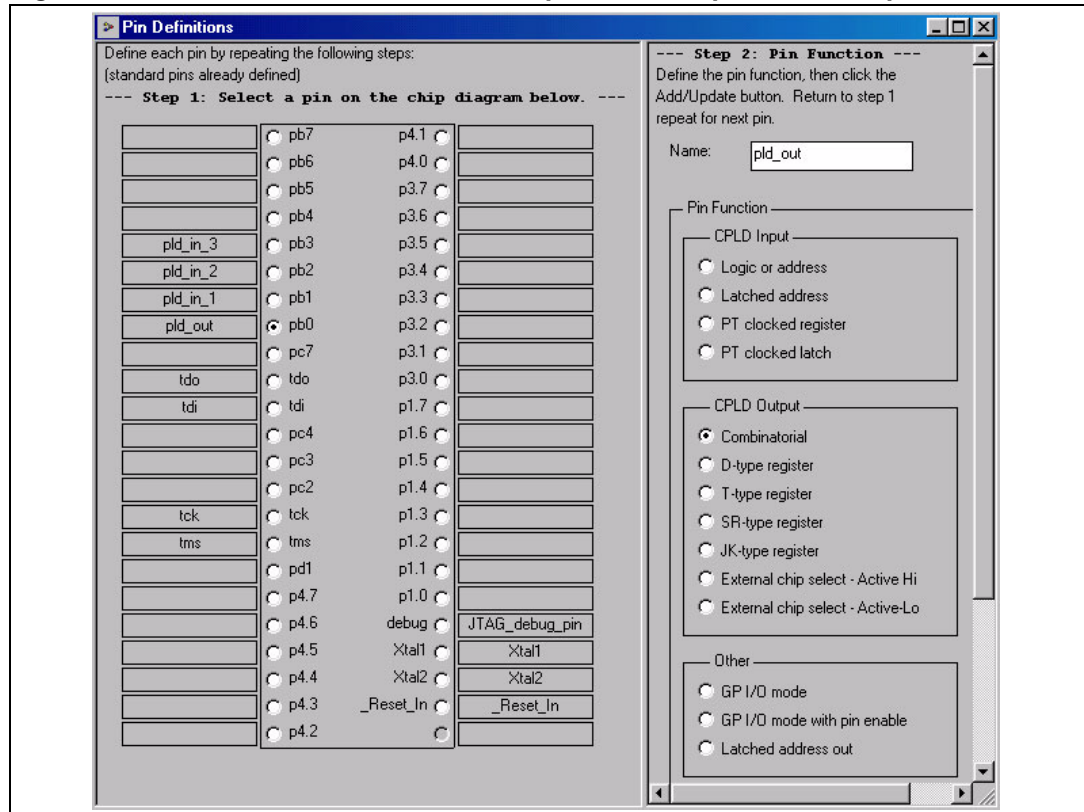 Pin Definitions
Define each pin by repeating the following steps:
(standard pins already defined)
--- Step 1: Select a pin on the chip diagram below. ---
pb7 p4.1
pb6 p4.0
pb5 p3.7
pb4 p3.6
pld_in_3 pb3 p3.5
pld_in_2 pb2 p3.4
pld_in_1 pb1 p3.3
pld_out pb0 p3.2
pc7 p3.1
tdo tdo p3.0
tdi tdi p1.7
pc4 p1.6
pc3 p1.5
pc2 p1.4
tck tck p1.3
tms tms p1.2
pd1 p1.1
p4.7 p1.0
p4.6 debug JTAG_debug_pin
p4.5 Xtal1 Xtal1
p4.4 Xtal2 Xtal2
p4.3 _Reset_In _Reset_In
p4.2
--- Step 2: Pin Function ---
Define the pin function, then click the
Add/Update button. Return to step 1
repeat for next pin.
Name: pld_out
Pin Function
CPLD Input
Logic or address
Latched address
PT clocked register
PT clocked latch
CPLD Output
Combinatorial
D-type register
T-type register
SR-type register
JK-type register
External chip select - Active Hi
External chip select - Active-Lo
Other
GP I/O mode
GP I/O mode with pin enable
Latched address out